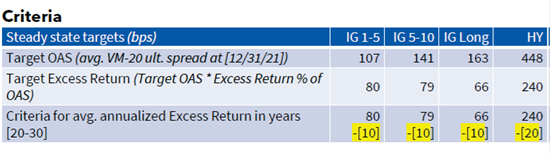 Criteria
Steady state targets (bps) IG 1-5 IG 5-10 IG Long HY
Target OAS (avg. VM-20 ult. spread at [12/31/21]) 107 141 163 448
Target Excess Return (Target OAS * Excess Return % of
OAS) 80 79 66 240
Criteria for avg. annualized Excess Return in years 80 79 66 240
[20-30] -[10] -[10] -[10] -[20]